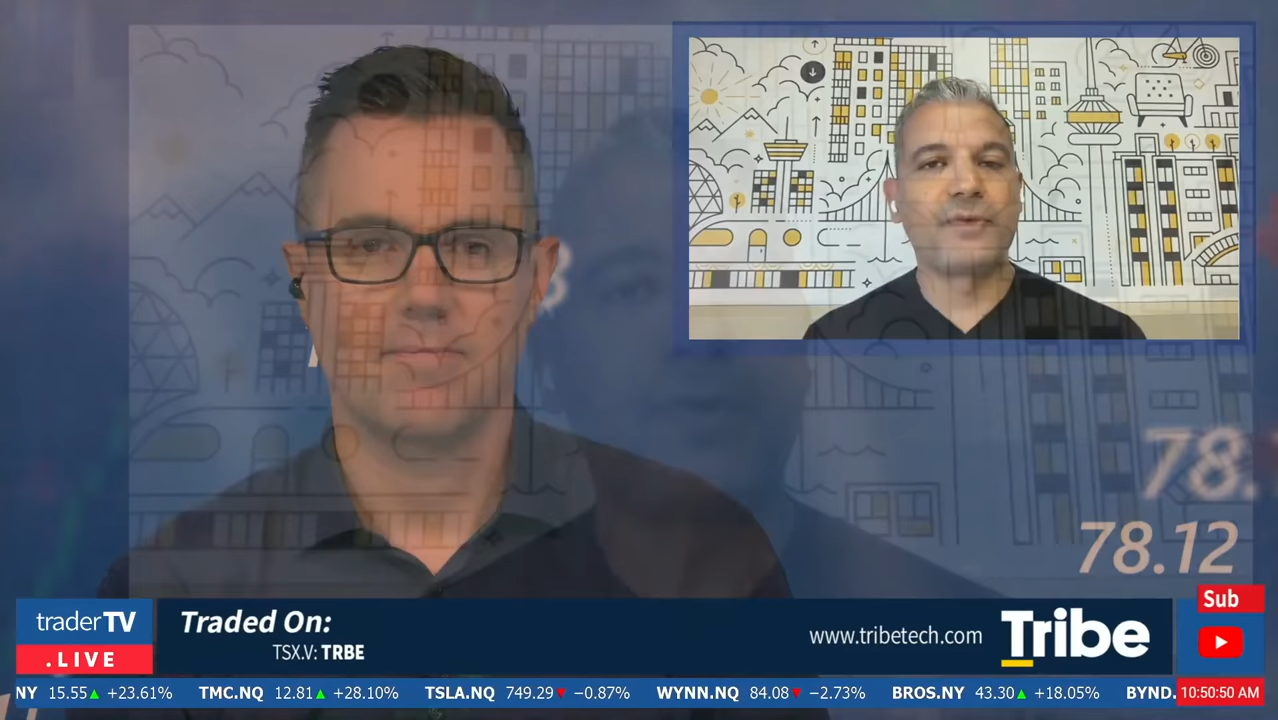 78.
78.12
Sub
traderTV
.LIVE
Traded On:
TSX.V: TRBE
www.tribetech.com
Tribe
NY 15.55▲ +23.61% TMC.NQ 12.81▲ +28.10% TSLA.NQ 749.29▼ −0.87% WYNN.NQ 84.08▼ −2.73% BROS.NY 43.30▲ +18.05% BYND.
10:50:50 AM